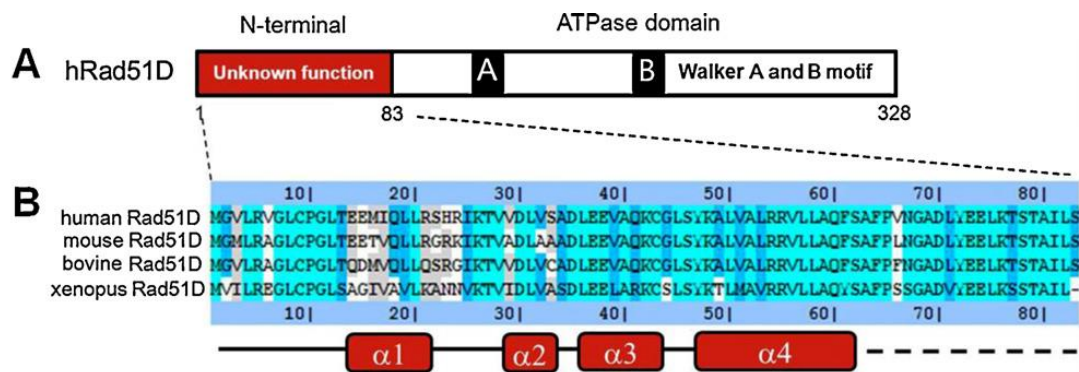 N-terminal ATPase domain
A hRad51D Unknown function A B Walker A and B motif
1 83 328
B 10| 20| 30| 40| 50| 60| 70| 80|
human Rad51D MGVLRVGLCPGLTEEMIQLLRSHRIKTVVDLVSADLEEVAQKCGLSYKALVALRRVLLAQFSAFPVNGADLYEELKTSTAILS
mouse Rad51D MGMLRAGLCPGLTEETVQLLRGRKIKTVADLAAADLEEVAQKCGLSYKALVALRRVLLAQFSAFPLNGADLYEELKTSTAILS
bovine Rad51D MGVLRAGLCPGLTQDMVQLLQSRGIKTVVDLVCADLEEVAQKCGLSYKALVALRRVLLAQFSAFPFNGADLYEELKTSTAILS
xenopus Rad51D MVILREGLCPGLSAGIVAVLKANNVKTVIDLVASDLEELARKCSLSYKTLMAVRRVLLAQFSAFPSSGADVYEELKSSTAIL-
10| 20| 30| 40| 50| 60| 70| 80|
α1 α2 α3 α4